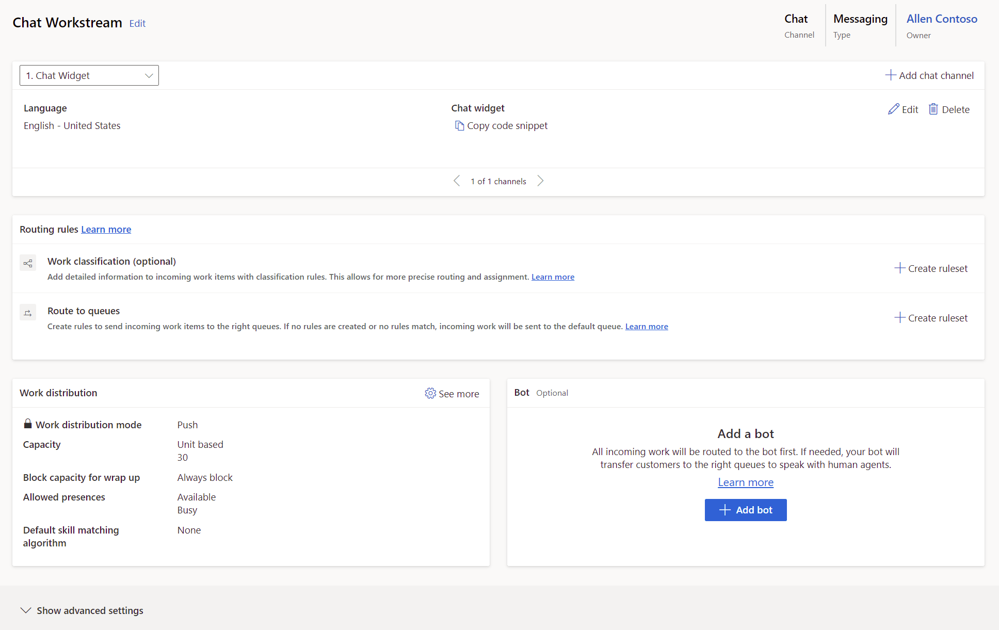 Chat Workstream Edit
Chat
Channel
Messaging
Type
Allen Contoso
Owner
1. Chat Widget
Add chat channel
Language
English - United States
Chat widget
Copy code snippet
Edit
Delete
1 of 1 channels
Routing rules Learn more
Work classification (optional)
Add detailed information to incoming work items with classification rules. This allows for more precise routing and assignment. Learn more
Create ruleset
Route to queues
Create rules to send incoming work items to the right queues. If no rules are created or no rules match, incoming work will be sent to the default queue. Learn more
Create ruleset
Work distribution
See more
Work distribution mode Push
Capacity Unit based
30
Block capacity for wrap up Always block
Allowed presences Available
Busy
Default skill matching None
algorithm
Bot Optional
Add a bot
All incoming work will be routed to the bot first. If needed, your bot will
transfer customers to the right queues to speak with human agents.
Learn more
Add bot
Show advanced settings